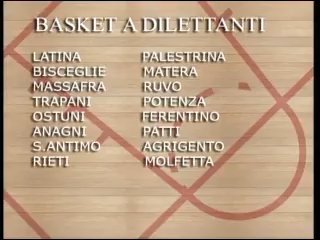 BASKET A DILETTANTI
LATINA PALESTRINA
BISCEGLIE MATERA
MASSAFRA RUVO
TRAPANI POTENZA
OSTUNI FERENTINO
ANAGNI PATTI
S.ANTIMO AGRIGENTO
RIETI MOLFETTA